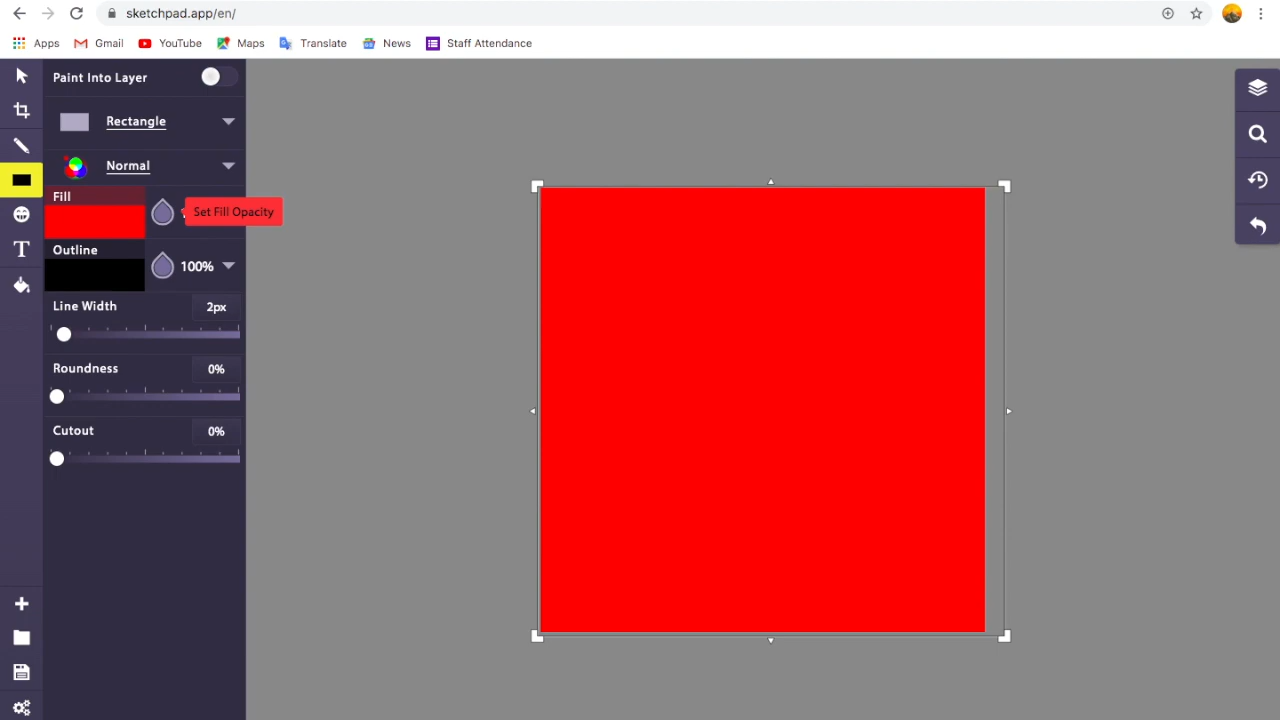 sketchpad.app/en/
Apps
Gmail
YouTube
Maps
Translate
News
Staff Attendance
Paint Into Layer
Rectangle
Normal
Fill
Set Fill Opacity
Outline
100%
Line Width
2px
Roundness
0%
Cutout
0%
T